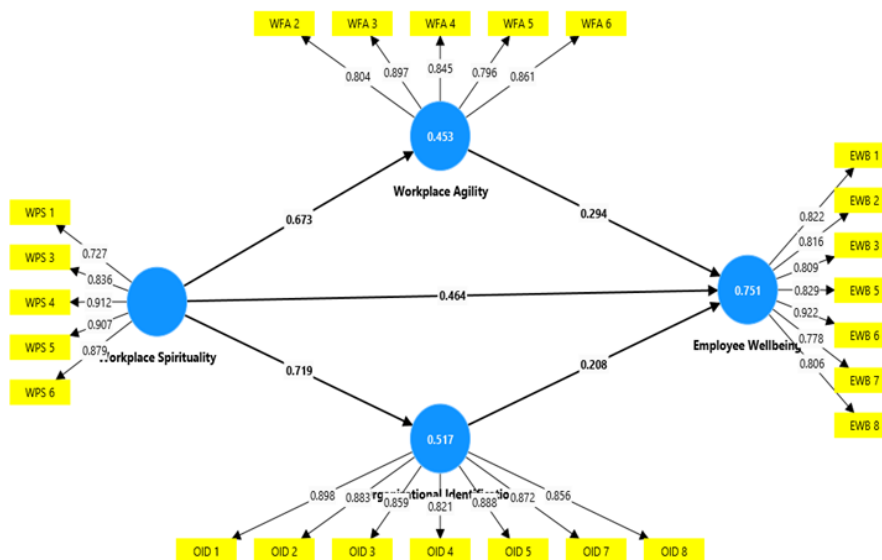 WFA 2 WFA 3 WFA 4 WFA 5 WFA 6
0.804 0.897 0.845 0.796 0.861
0.453
Workplace Agility
EWB 1
EWB 2
EWB 3
EWB 5
EWB 6
EWB 7
EWB 8
0.822
0.816
0.809
0.829
0.922
0.778
0.806
0.751
Employee Wellbeing
0.673
0.294
0.464
0.719
0.208
WPS 1
WPS 3
WPS 4
WPS 5
WPS 6
0.727
0.836
0.912
0.907
0.879
Workplace Spirituality
0.517
Organizational Identification
0.898 0.883 0.859 0.821 0.888 0.872 0.856
OID 1 OID 2 OID 3 OID 4 OID 5 OID 7 OID 8